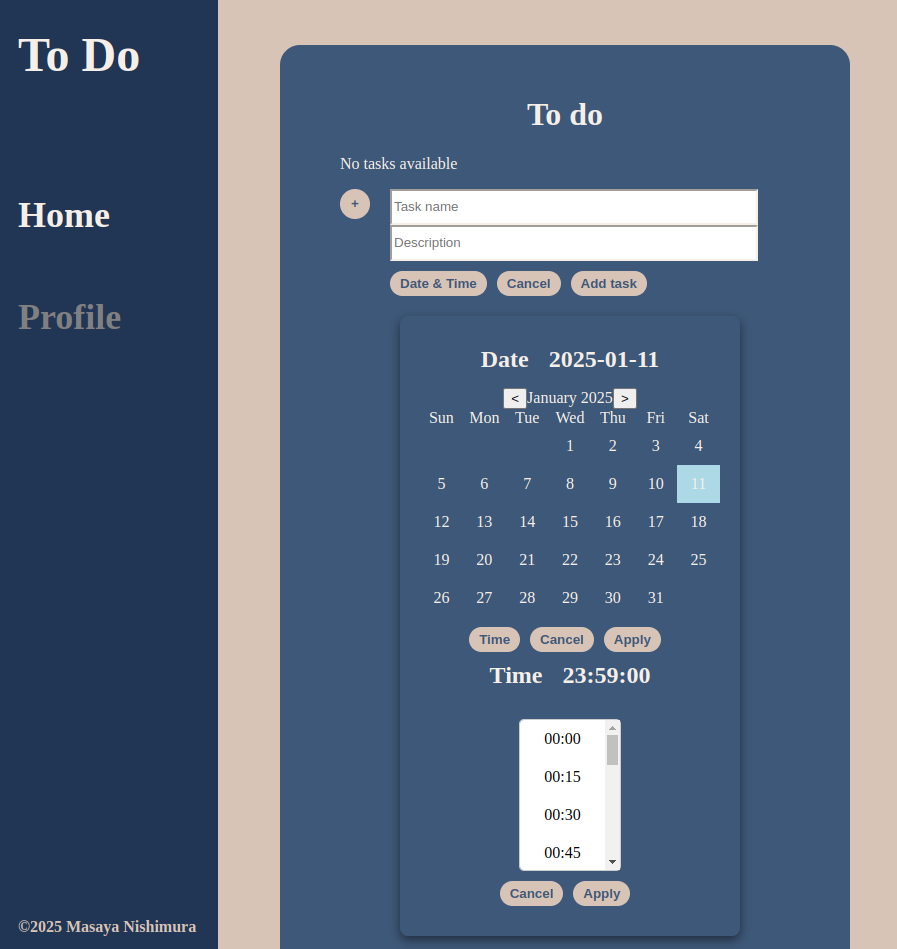 To Do
Home
Profile
©2025 Masaya Nishimura
To do
No tasks available
+
Task name
Description
Date & Time Cancel Add task
Date 2025-01-11
< January 2025 >
Sun Mon Tue Wed Thu Fri Sat
1 2 3 4
5 6 7 8 9 10 11
12 13 14 15 16 17 18
19 20 21 22 23 24 25
26 27 28 29 30 31
Time Cancel Apply
Time 23:59:00
00:00
00:15
00:30
00:45
Cancel Apply